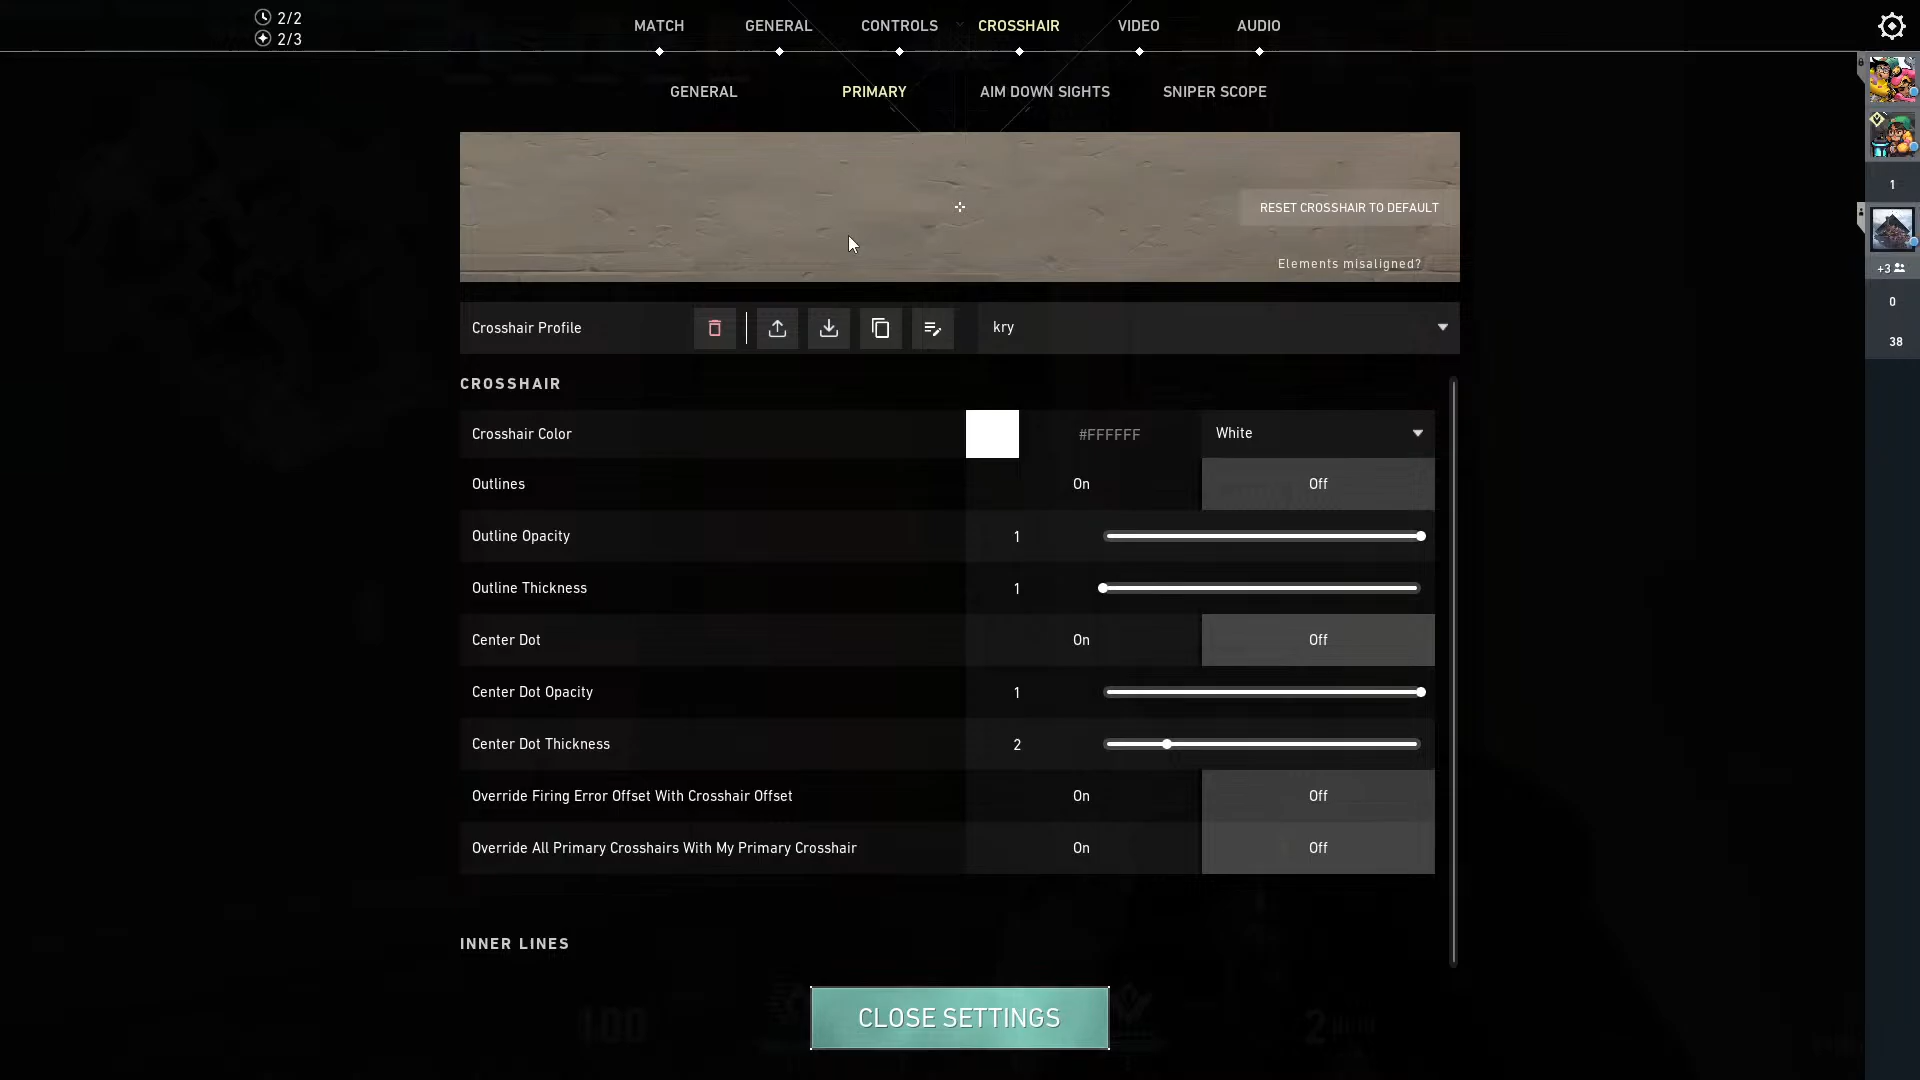 2/2
2/3
MATCH
GENERAL
CONTROLS
CROSSHAIR
VIDEO
AUDIO
GENERAL
PRIMARY
AIM DOWN SIGHTS
SNIPER SCOPE
RESET CROSSHAIR TO DEFAULT
Elements misaligned?
1
+3
0
38
Crosshair Profile
kry
CROSSHAIR
Crosshair Color
#FFFFFF
White
Outlines
On
Off
Outline Opacity
1
Outline Thickness
1
Center Dot
On
Off
Center Dot Opacity
1
Center Dot Thickness
2
Override Firing Error Offset With Crosshair Offset
On
Off
Override All Primary Crosshairs With My Primary Crosshair
On
Off
INNER LINES
100
CLOSE SETTINGS
2